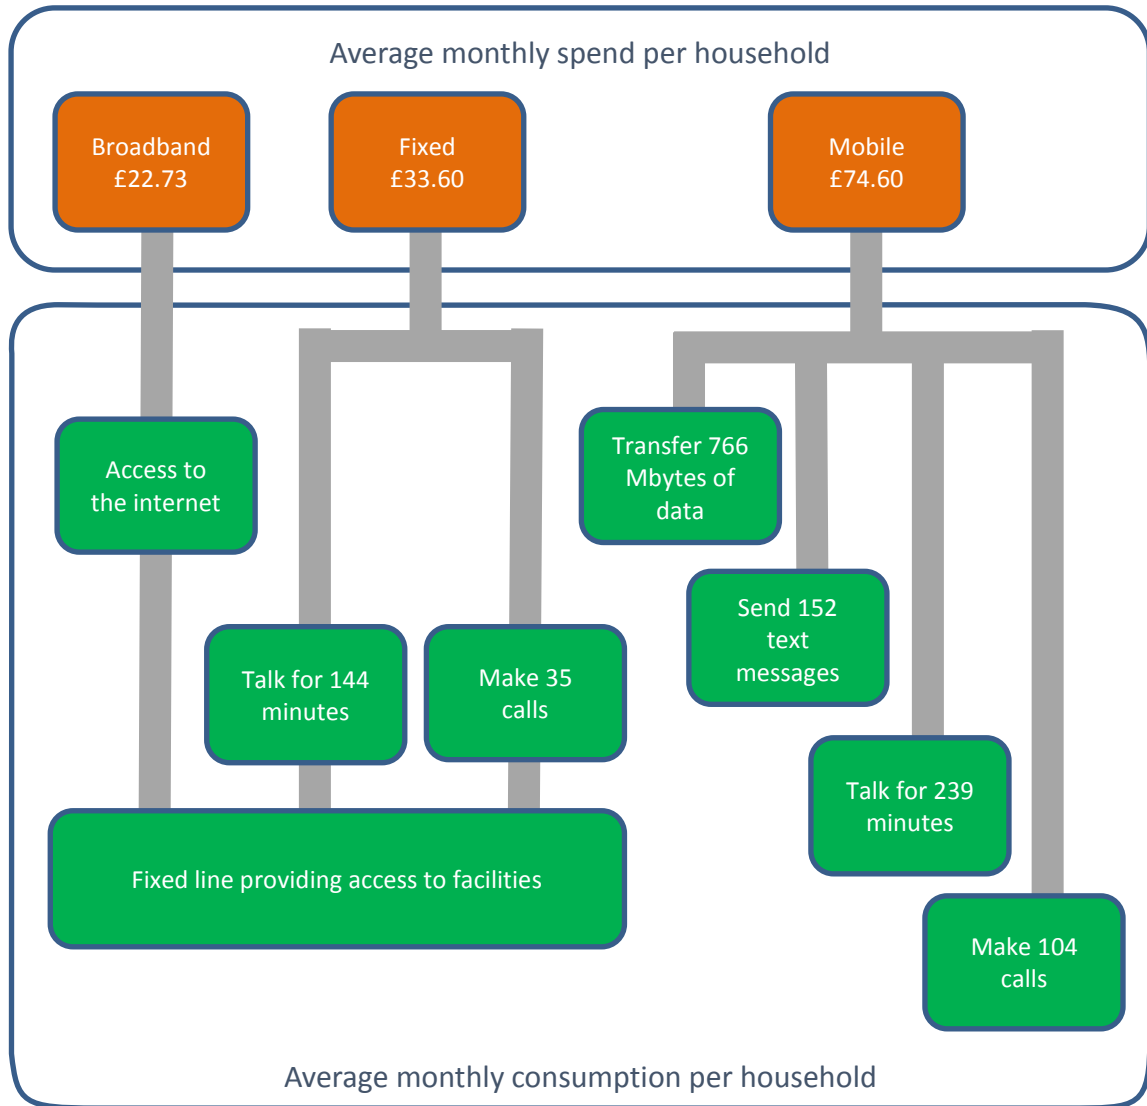 Average monthly spend per household
Broadband
£22.73
Fixed
£33.60
Mobile
£74.60
Access to
the internet
Transfer 766
Mbytes of
data
Send 152
text
messages
Talk for 144
minutes
Make 35
calls
Talk for 239
minutes
Fixed line providing access to facilities
Make 104
calls
Average monthly consumption per household